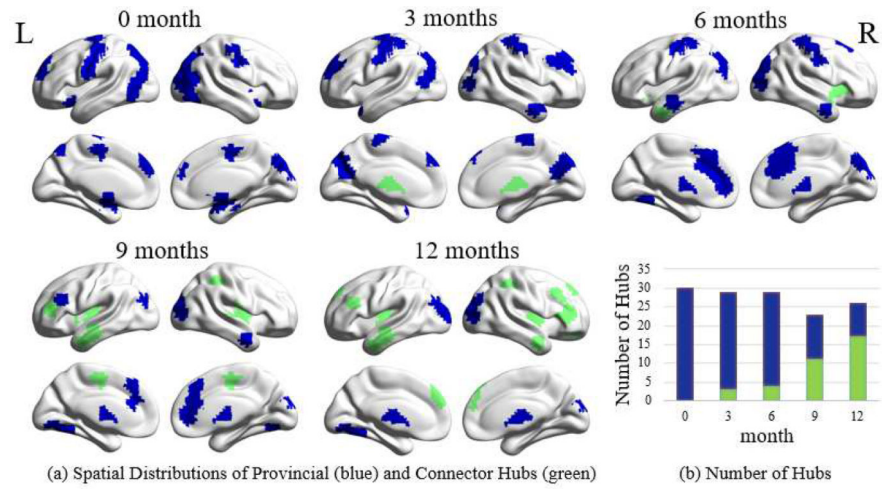 L
0 month
3 months
6 months
R
9 months
12 months
Number of Hubs
35
30
25
20
15
10
5
0
0 3 6 9 12
month
(a) Spatial Distributions of Provincial (blue) and Connector Hubs (green)
(b) Number of Hubs